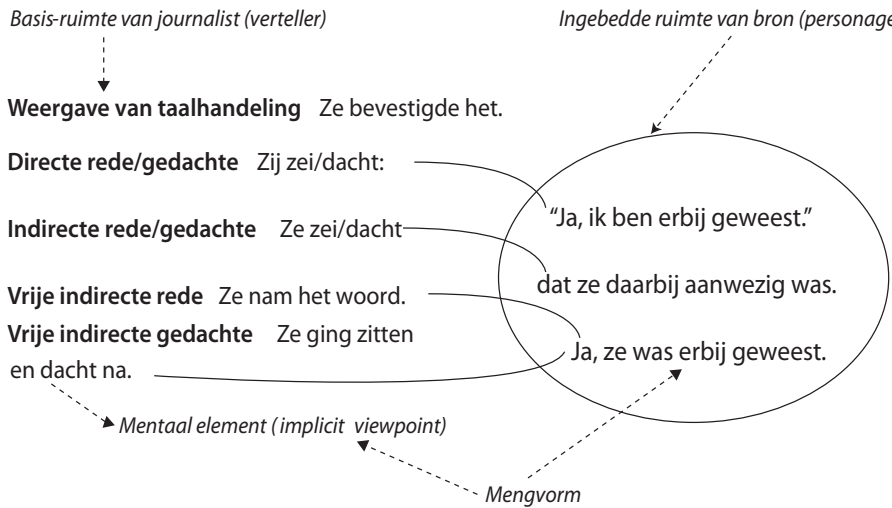 Basis-ruimte van journalist (verteller)
Ingebedde ruimte van bron (personage
Weergave van taalhandeling Ze bevestigde het.
Directe rede/gedachte Zij zei/dacht:
“Ja, ik ben erbij geweest.”
Indirecte rede/gedachte Ze zei/dacht
dat ze daarbij aanwezig was.
Vrije indirecte rede Ze nam het woord.
Vrije indirecte gedachte Ze ging zitten
en dacht na.
Ja, ze was erbij geweest.
Mentaal element (implicit viewpoint)
Mengvorm